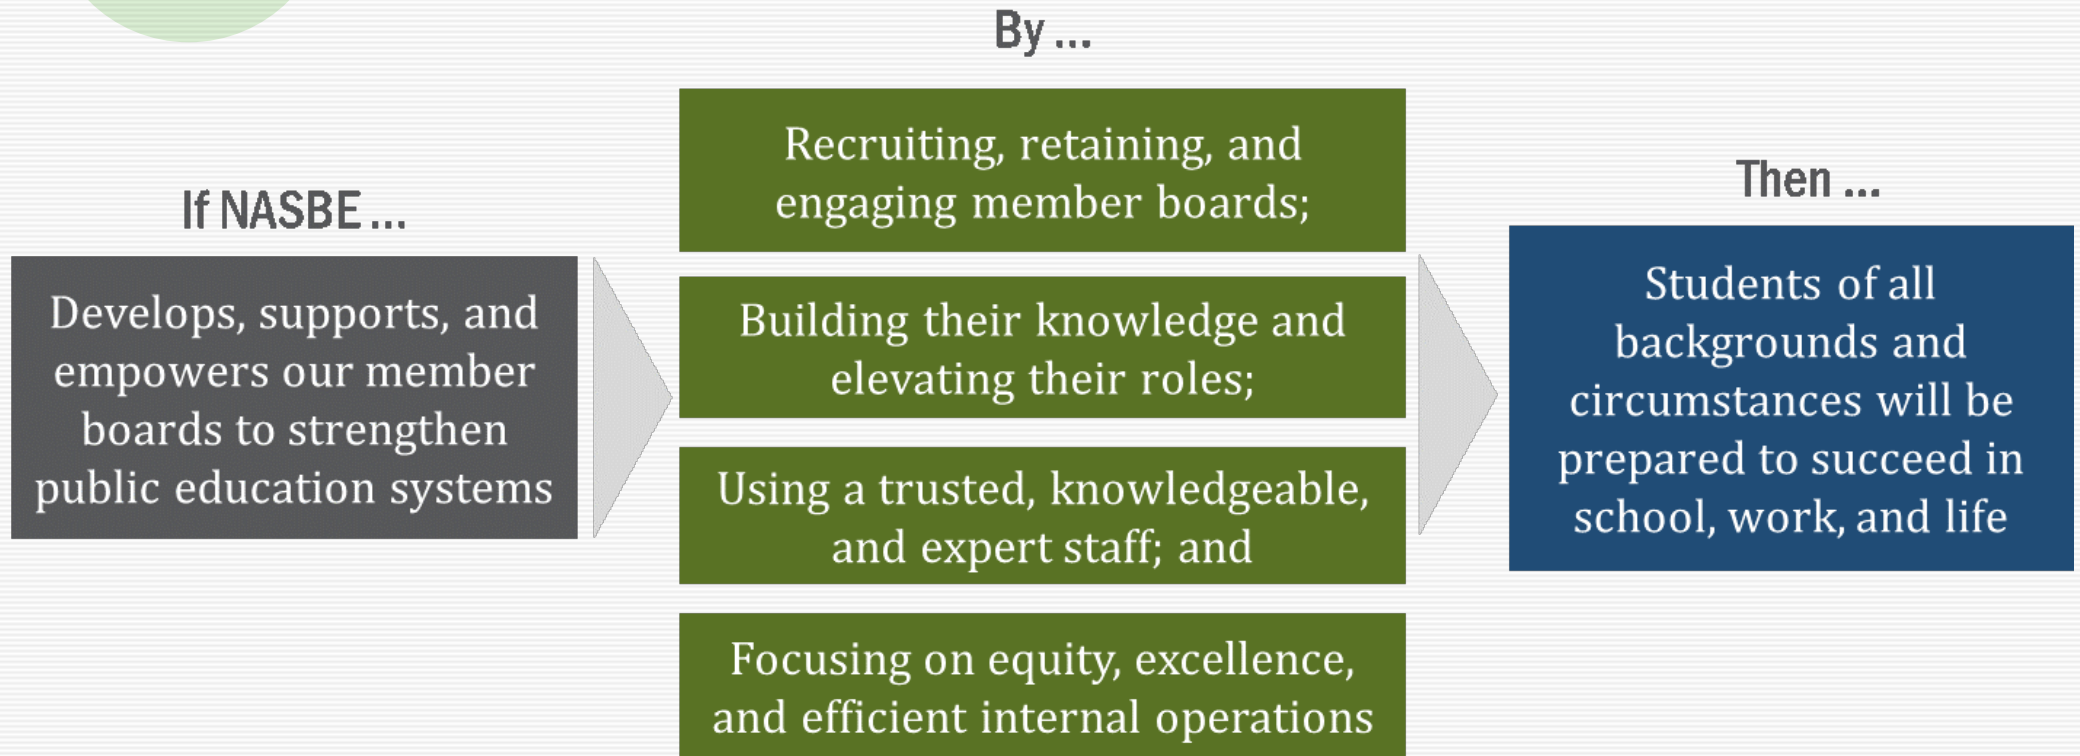 If NASBE ...
Develops, supports, and
empowers our member
boards to strengthen
public education systems
By ...
Recruiting, retaining, and
engaging member boards;
Building their knowledge and
elevating their roles;
Using a trusted, knowledgeable,
and expert staff; and
Focusing on equity, excellence,
and efficient internal operations
Then ...
Students of all
backgrounds and
circumstances will be
prepared to succeed in
school, work, and life